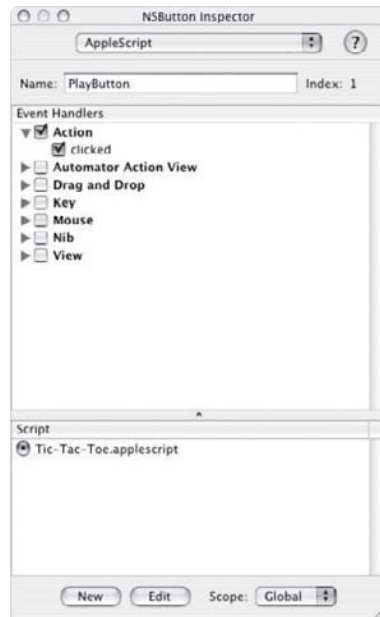 NSButton Inspector
AppleScript
?
Name: PlayButton Index: 1
Event Handlers
Action
clicked
Automator Action View
Drag and Drop
Key
Mouse
Nib
View
Script
Tic-Tac-Toe.applescript
New Edit Scope: Global